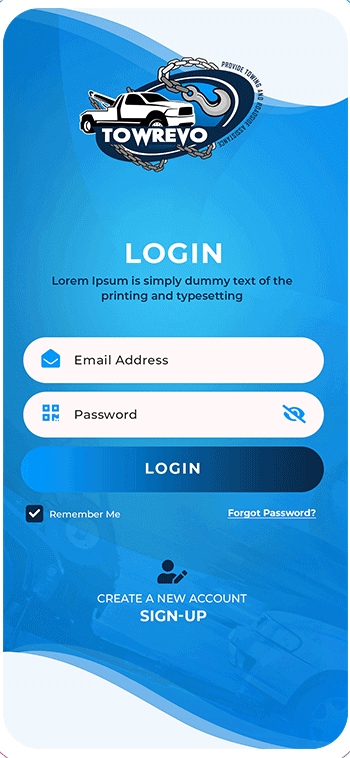 PROVIDE TOWING AND ROADSIDE ASSISTANCE
TOWREVO
LOGIN
Lorem Ipsum is simply dummy text of the
printing and typesetting
Email Address
Password
LOGIN
Remember Me
Forgot Password?
CREATE A NEW ACCOUNT
SIGN-UP